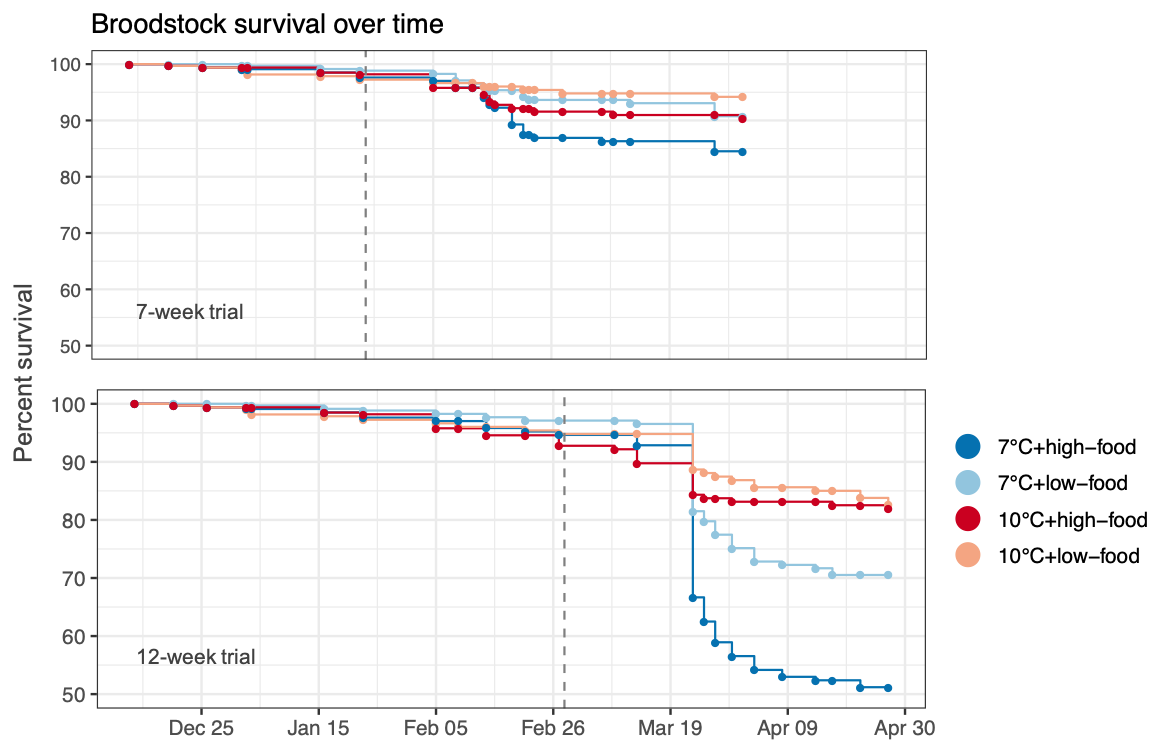 Broodstock survival over time
Percent survival
100
90
80
70
60
50
7-week trial
100
90
80
70
60
50
12-week trial
Dec 25 Jan 15 Feb 05 Feb 26 Mar 19 Apr 09 Apr 30
7°C+high−food
7°C+low−food
10°C+high−food
10°C+low−food